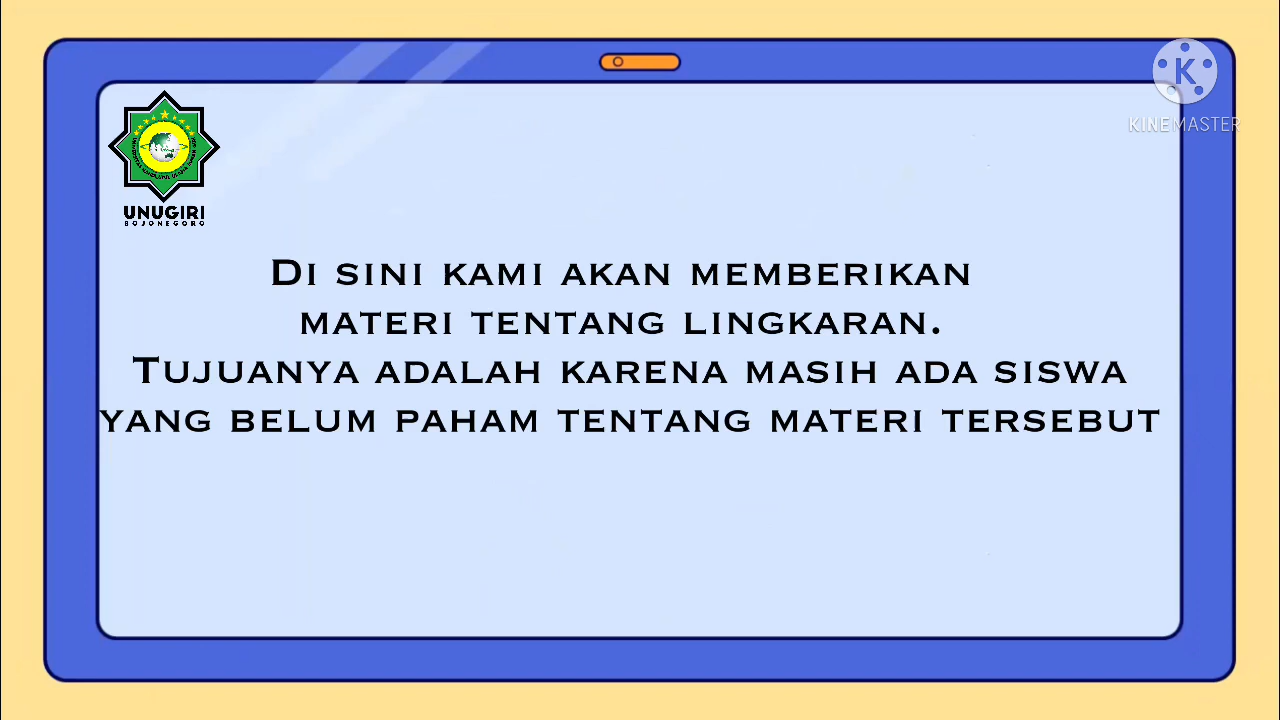 K
KINEMASTER
UNUGIRI
BOJONEGORO
Di sini kami akan memberikan
materi tentang lingkaran.
Tujuanya adalah karena masih ada siswa
yang belum paham tentang materi tersebut